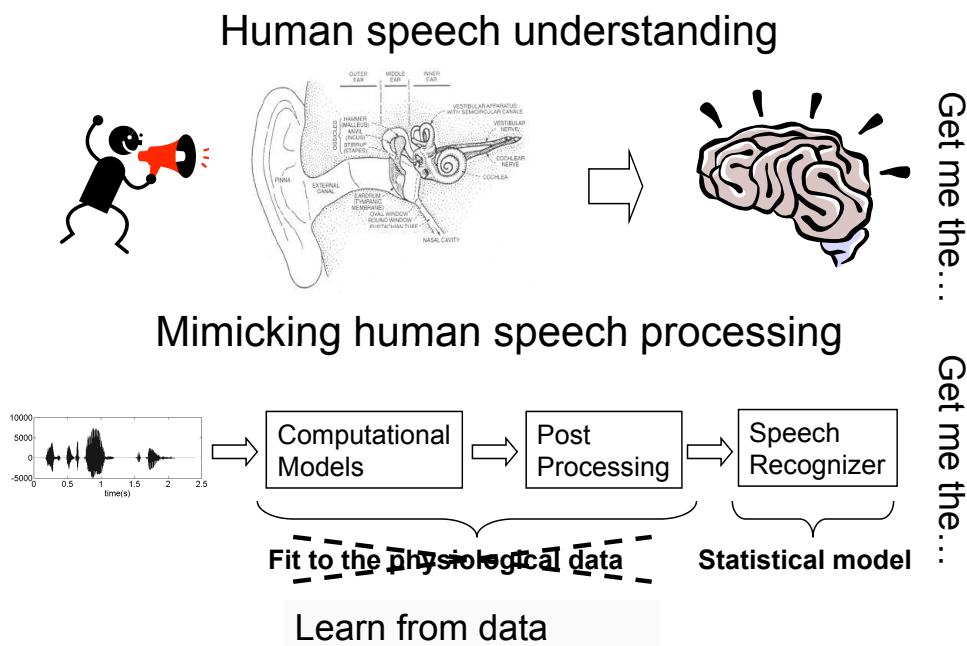 Human speech understanding
OUTER EAR
MIDDLE EAR
INNER EAR
VESTIBULAR APPARATUS
WITH SEMICIRCULAR CANALS
VESTIBULAR
NERVE
COCHLEAR
NERVE
COCHLEA
OSSICLES
HAMMER
(MALLEUS)
ANVIL
(INCUS)
STIRRUP
(STAPES)
PINNA
EXTERNAL
CANAL
EARDRUM
(TYMPANIC
MEMBRANE)
OVAL WINDOW
ROUND WINDOW
EUSTACHIAN TUBE
NASAL CAVITY
Get me the....
Mimicking human speech processing
10000
5000
0
-5000
0 0.5 1 1.5 2 2.5
time(s)
Computational
Models
Post
Processing
Speech
Recognizer
Get me the....
Fit to the physiological data
Statistical model
Learn from data